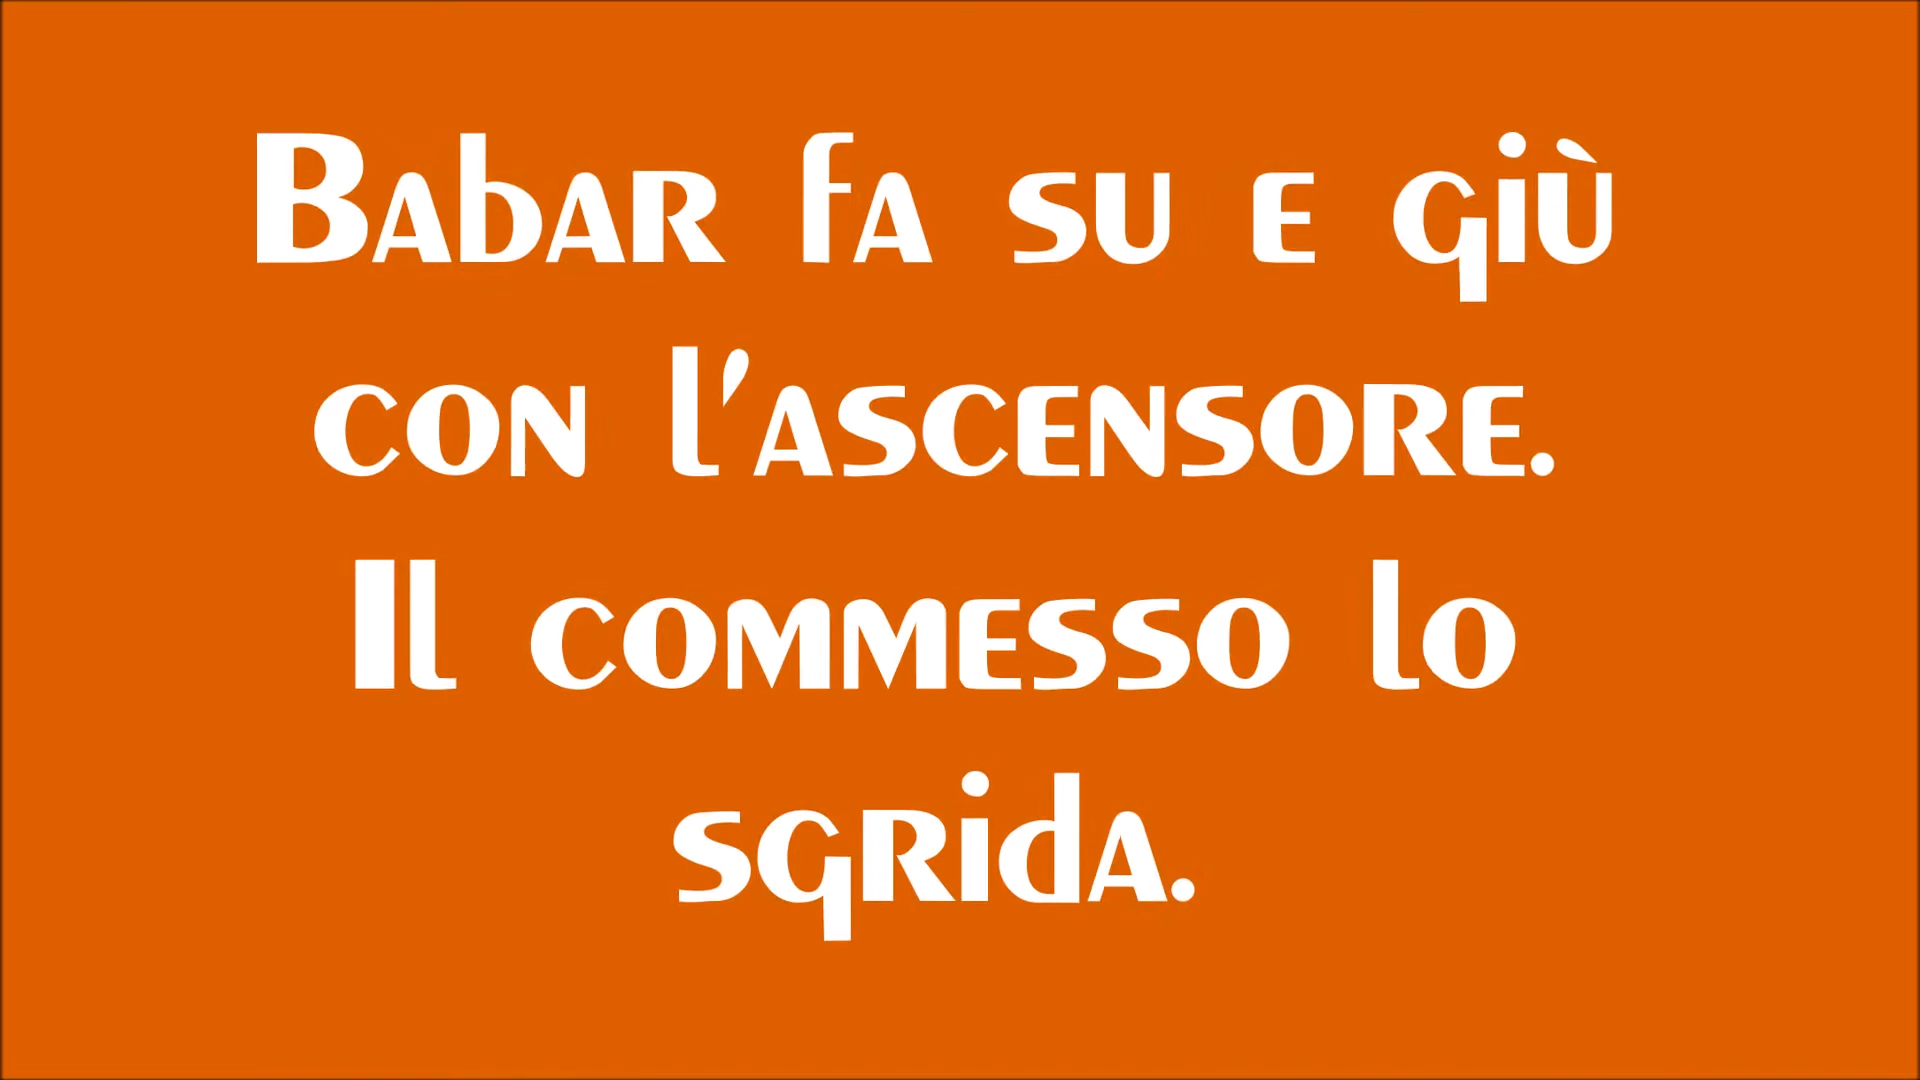 Babar fa su e giù
con l'ascensore.
Il commesso lo
sgrida.